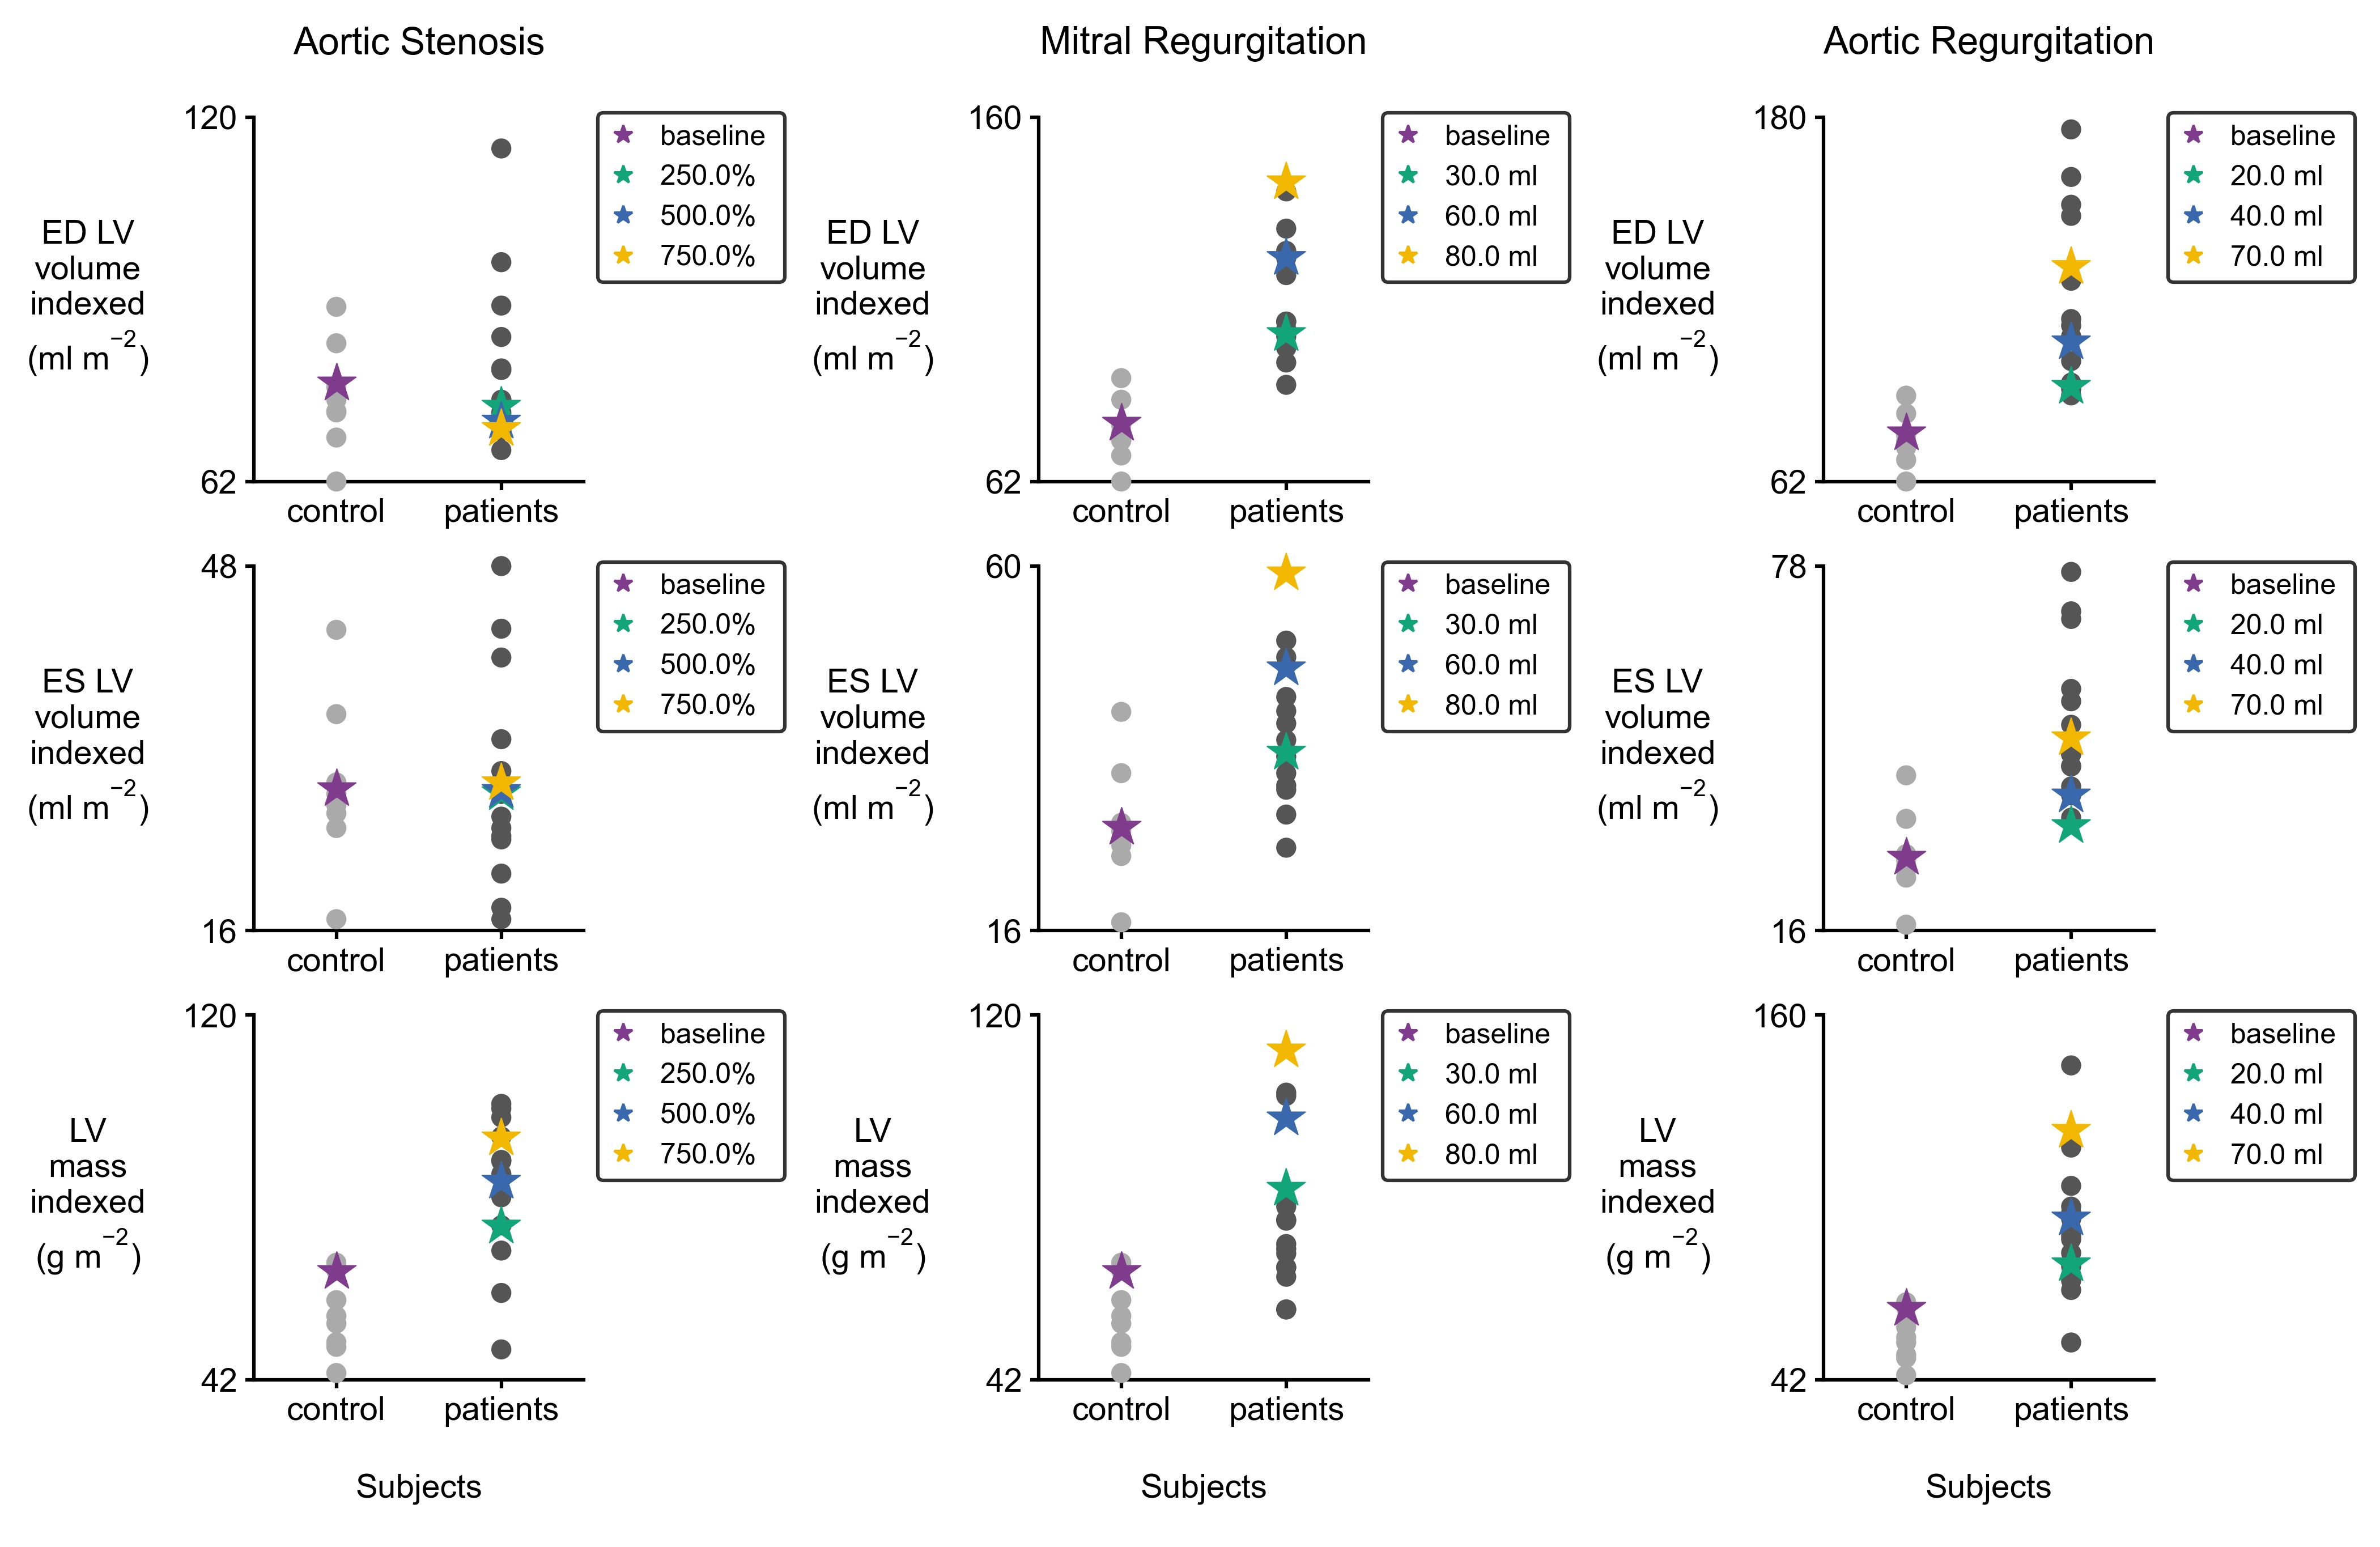 Aortic Stenosis
Mitral Regurgitation
Aortic Regurgitation
ED LV
volume
indexed
(ml m⁻²)
120
62
control
patients
baseline
250.0%
500.0%
750.0%
ED LV
volume
indexed
(ml m⁻²)
160
62
control
patients
baseline
30.0 ml
60.0 ml
80.0 ml
ED LV
volume
indexed
(ml m⁻²)
180
62
control
patients
baseline
20.0 ml
40.0 ml
70.0 ml
ES LV
volume
indexed
(ml m⁻²)
48
16
control
patients
baseline
250.0%
500.0%
750.0%
ES LV
volume
indexed
(ml m⁻²)
60
16
control
patients
baseline
30.0 ml
60.0 ml
80.0 ml
ES LV
volume
indexed
(ml m⁻²)
78
16
control
patients
baseline
20.0 ml
40.0 ml
70.0 ml
LV
mass
indexed
(g m⁻²)
120
42
control
patients
baseline
250.0%
500.0%
750.0%
Subjects
LV
mass
indexed
(g m⁻²)
120
42
control
patients
baseline
30.0 ml
60.0 ml
80.0 ml
Subjects
LV
mass
indexed
(g m⁻²)
160
42
control
patients
baseline
20.0 ml
40.0 ml
70.0 ml
Subjects